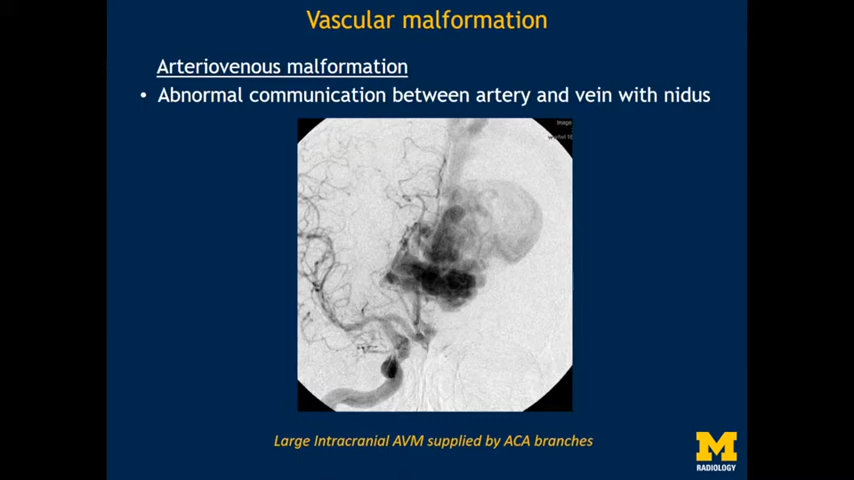 Vascular malformation
Arteriovenous malformation
• Abnormal communication between artery and vein with nidus
Image
Large Intracranial AVM supplied by ACA branches
M
RADIOLOGY